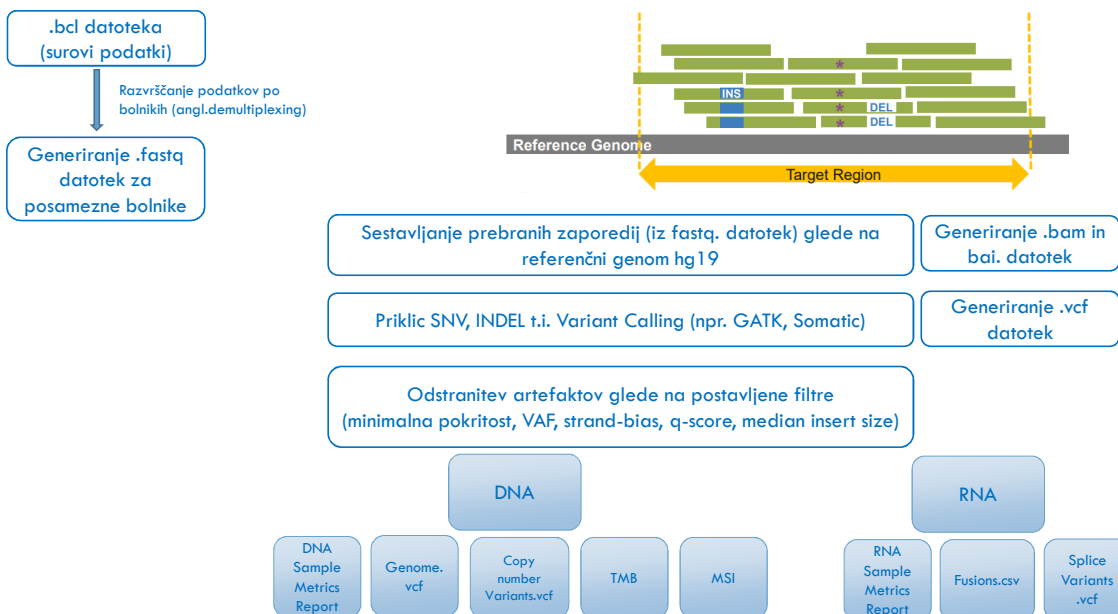 .bcl datoteka
(surovi podatki)
Razvrščanje podatkov po
bolnikih (angl.demultiplexing)
Generiranje .fastq
datotek za
posamezne bolnike
*
INS
*
*
DEL
*
DEL
Reference Genome
Target Region
Sestavljanje prebranih zaporedij (iz fastq. datotek) glede na
referenčni genom hg19
Generiranje .bam in
bai. datotek
Priklic SNV, INDEL t.i. Variant Calling (npr. GATK, Somatic)
Generiranje .vcf
datotek
Odstranitev artefaktov glede na postavljene filtre
(minimalna pokritost, VAF, strand-bias, q-score, median insert size)
DNA
RNA
DNA
Sample
Metrics
Report
Genome.
vcf
Copy
number
Variants.vcf
TMB
MSI
RNA
Sample
Metrics
Report
Fusions.csv
Splice
Variants
.vcf